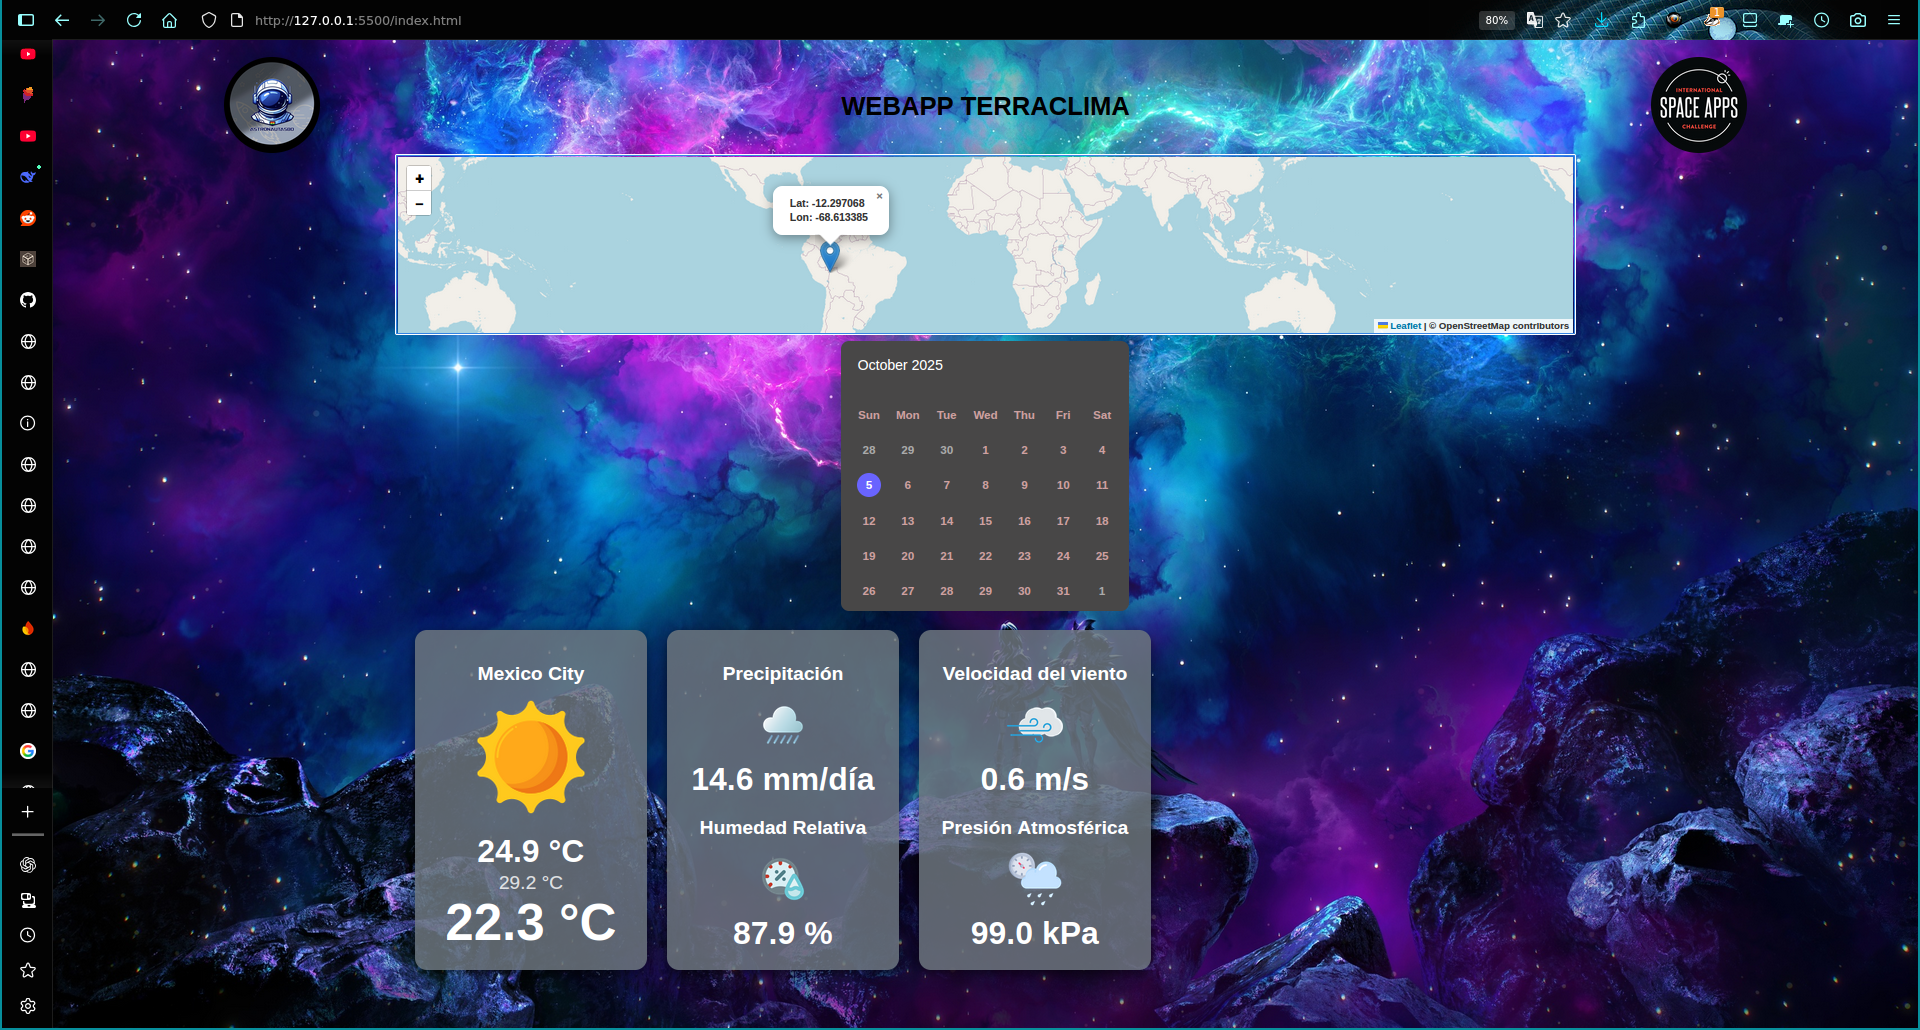 http://127.0.0.1:5500/index.html
80%
1
ASTRONAUTAS00
WEBAPP TERRACLIMA
INTERNATIONAL
SPACE APPS
CHALLENGE
+
−
×
Lat: -12.297068
Lon: -68.613385
Leaflet | © OpenStreetMap contributors
October 2025
Sun Mon Tue Wed Thu Fri Sat
28 29 30 1 2 3 4
5 6 7 8 9 10 11
12 13 14 15 16 17 18
19 20 21 22 23 24 25
26 27 28 29 30 31 1
Mexico City
24.9 °C
29.2 °C
22.3 °C
Precipitación
14.6 mm/día
Humedad Relativa
87.9 %
Velocidad del viento
0.6 m/s
Presión Atmosférica
99.0 kPa